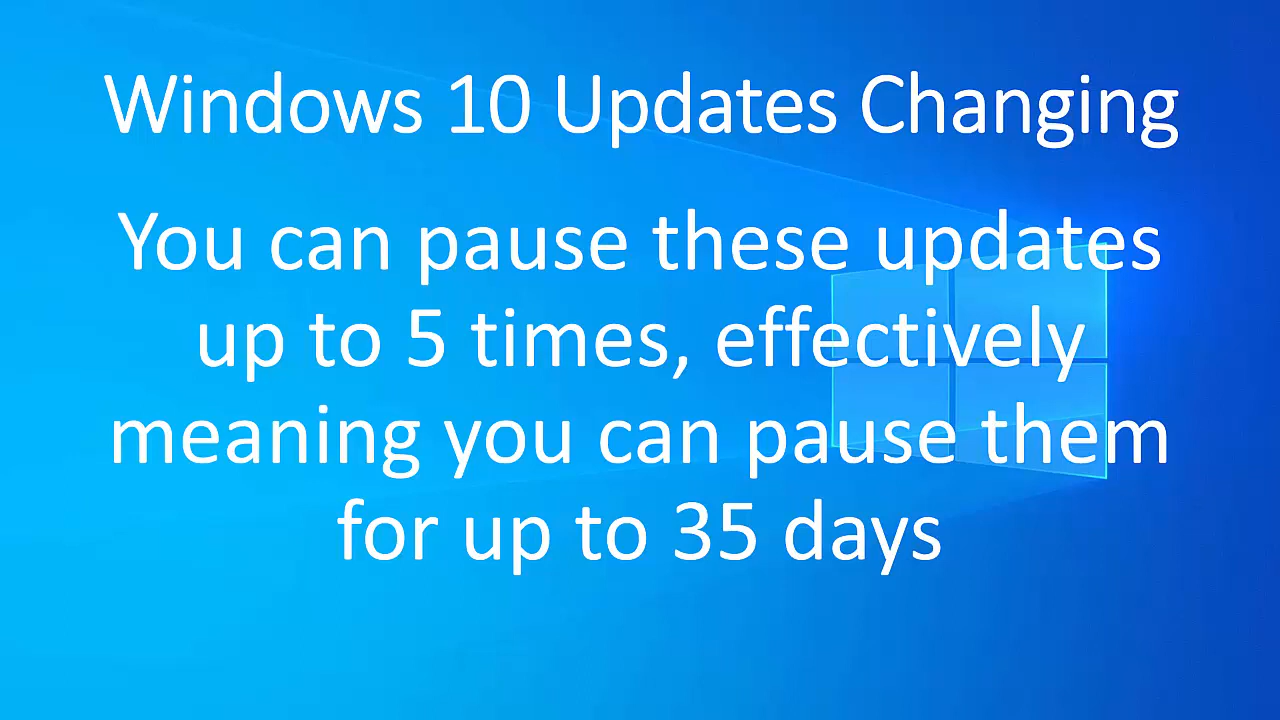 Windows 10 Updates Changing
You can pause these updates
up to 5 times, effectively
meaning you can pause them
for up to 35 days